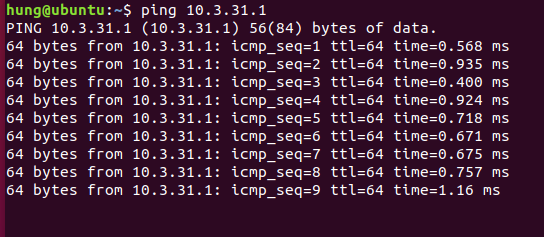 hung@ubuntu:~$ ping 10.3.31.1
PING 10.3.31.1 (10.3.31.1) 56(84) bytes of data.
64 bytes from 10.3.31.1: icmp_seq=1 ttl=64 time=0.568 ms
64 bytes from 10.3.31.1: icmp_seq=2 ttl=64 time=0.935 ms
64 bytes from 10.3.31.1: icmp_seq=3 ttl=64 time=0.400 ms
64 bytes from 10.3.31.1: icmp_seq=4 ttl=64 time=0.924 ms
64 bytes from 10.3.31.1: icmp_seq=5 ttl=64 time=0.718 ms
64 bytes from 10.3.31.1: icmp_seq=6 ttl=64 time=0.671 ms
64 bytes from 10.3.31.1: icmp_seq=7 ttl=64 time=0.675 ms
64 bytes from 10.3.31.1: icmp_seq=8 ttl=64 time=0.757 ms
64 bytes from 10.3.31.1: icmp_seq=9 ttl=64 time=1.16 ms